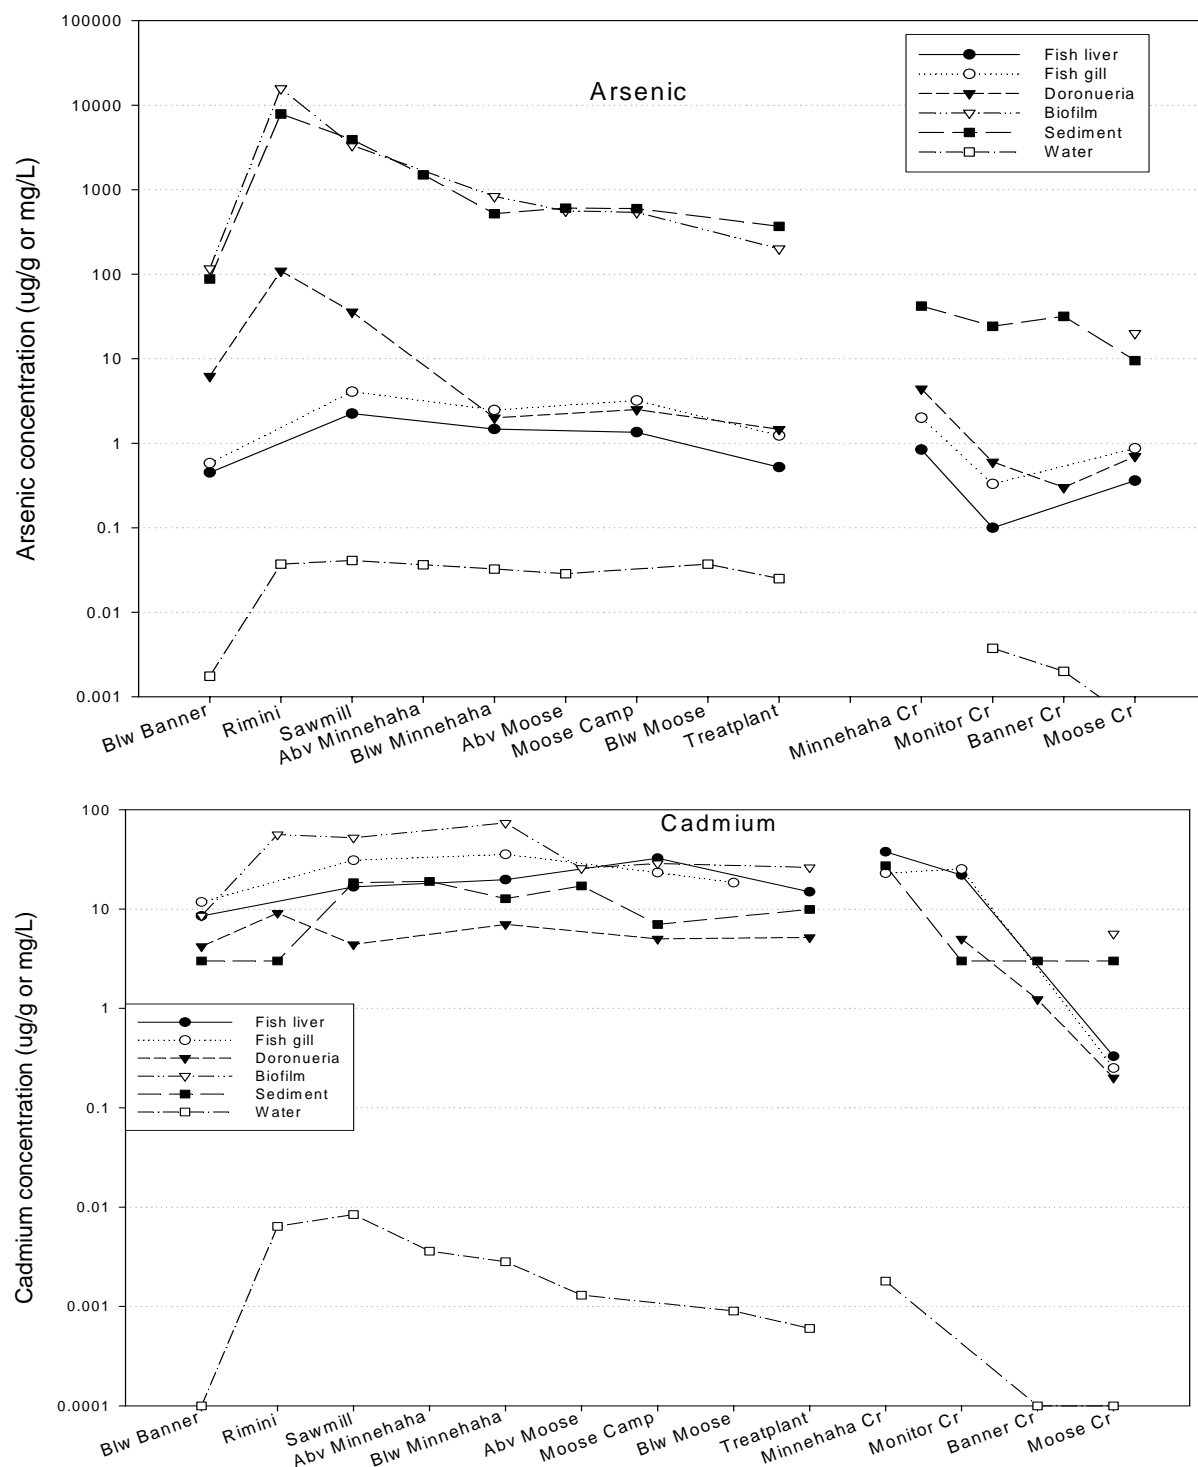 100000
10000
1000
100
10
1
0.1
0.01
0.001
Arsenic concentration (ug/g or mg/L)
Arsenic
Fish liver
Fish gill
Doronueria
Biofilm
Sediment
Water
Blw Banner
Rimini
Sawmill
Abv Minnehaha
Blw Minnehaha
Abv Moose
Moose Camp
Blw Moose
Treatplant
Minnehaha Cr
Monitor Cr
Banner Cr
Moose Cr
100
10
1
0.1
0.01
0.001
0.0001
Cadmium concentration (ug/g or mg/L)
Cadmium
Fish liver
Fish gill
Doronueria
Biofilm
Sediment
Water
Blw Banner
Rimini
Sawmill
Abv Minnehaha
Blw Minnehaha
Abv Moose
Moose Camp
Blw Moose
Treatplant
Minnehaha Cr
Monitor Cr
Banner Cr
Moose Cr